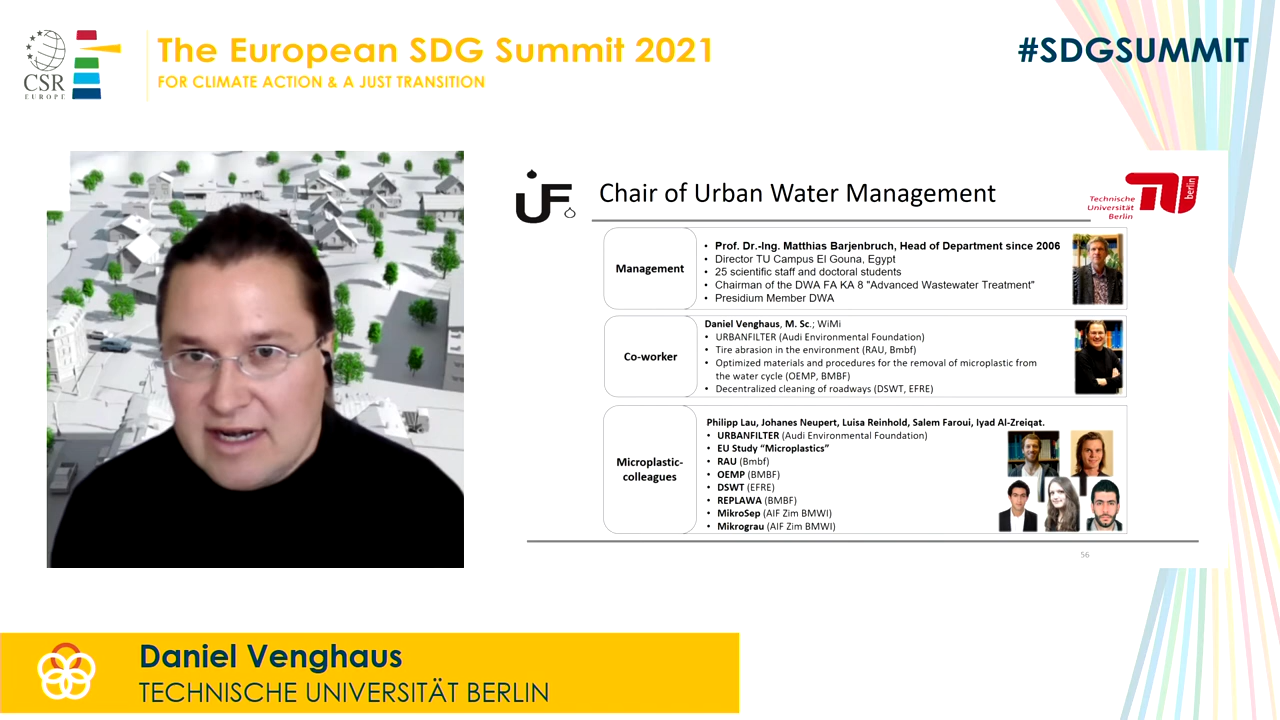 CSR
EUROPE
The European SDG Summit 2021
FOR CLIMATE ACTION & A JUST TRANSITION
#SDGSUMMIT
UF
Chair of Urban Water Management
Technische
Universität
Berlin
berlin
Management
• Prof. Dr.-Ing. Matthias Barjenbruch, Head of Department since 2006
• Director TU Campus El Gouna, Egypt
• 25 scientific staff and doctoral students
• Chairman of the DWA FA KA 8 "Advanced Wastewater Treatment"
• Presidium Member DWA
Co-worker
Daniel Venghaus, M. Sc.; WiMi
• URBANFILTER (Audi Environmental Foundation)
• Tire abrasion in the environment (RAU, Bmbf)
• Optimized materials and procedures for the removal of microplastic from
the water cycle (OEMP, BMBF)
• Decentralized cleaning of roadways (DSWT, EFRE)
Microplastic-
colleagues
Philipp Lau, Johanes Neupert, Luisa Reinhold, Salem Faroui, Iyad Al-Zreiqat.
• URBANFILTER (Audi Environmental Foundation)
• EU Study “Microplastics”
• RAU (Bmbf)
• OEMP (BMBF)
• DSWT (EFRE)
• REPLAWA (BMBF)
• MikroSep (AIF Zim BMWI)
• Mikrograu (AIF Zim BMWI)
56
Daniel Venghaus
TECHNISCHE UNIVERSITÄT BERLIN